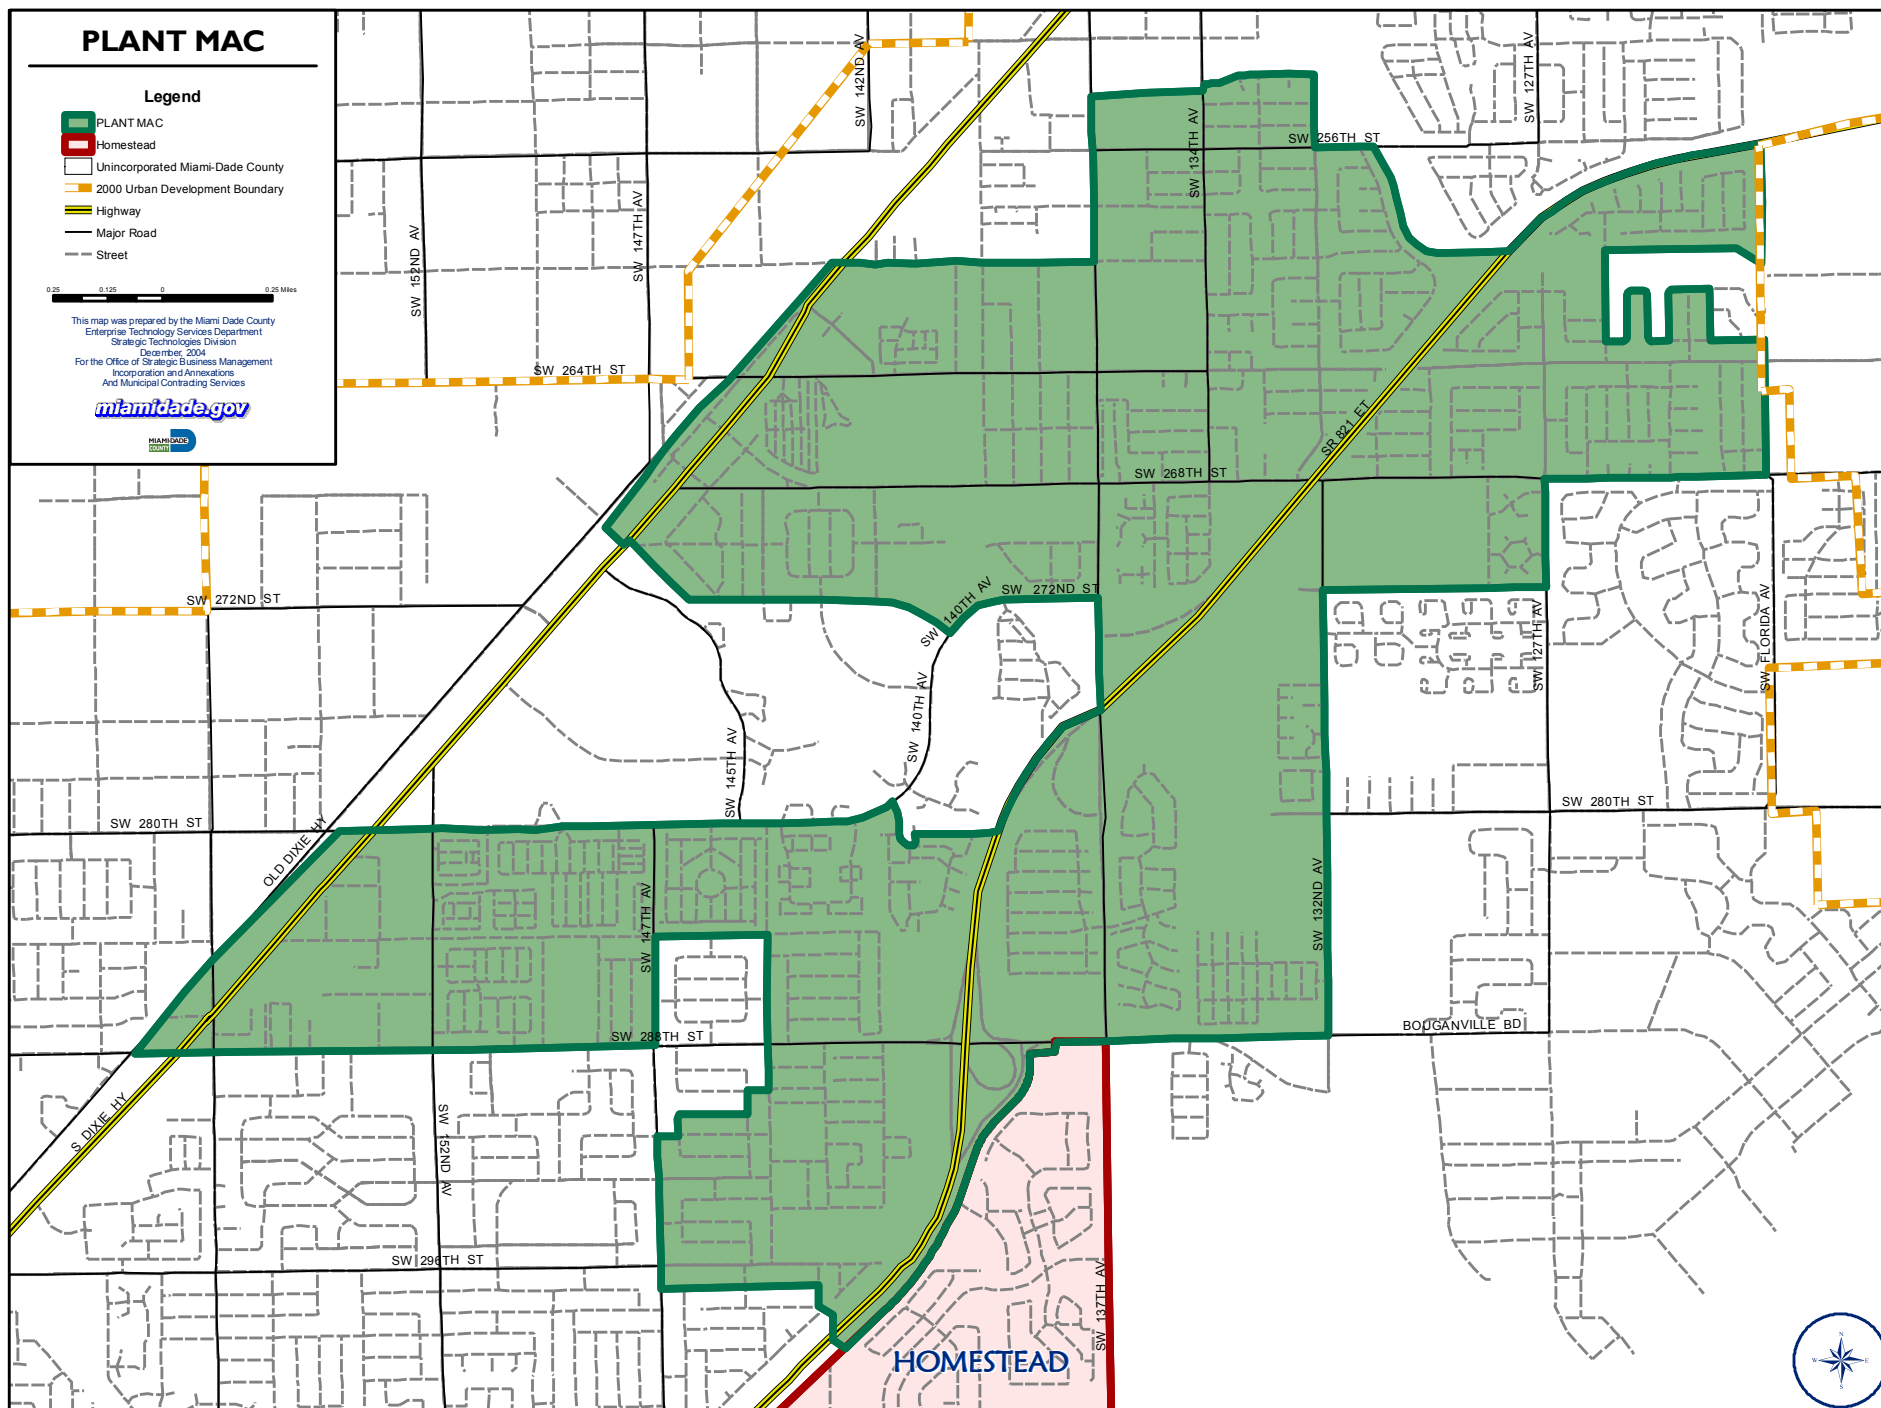 PLANT MAC
Legend
PLANT MAC
Homestead
Unincorporated Miami-Dade County
2000 Urban Development Boundary
Highway
Major Road
Street
0.25 0.125 0 0.25 Miles
This map was prepared by the Miami Dade County
Enterprise Technology Services Department
Strategic Technologies Division
December, 2004
For the Office of Strategic Business Management
Incorporation and Annexations
And Municipal Contracting Services
miamidade.gov
MIAMI-DADE
COUNTY
SW 142ND AV
SW 127TH AV
SW 256TH ST
SW 134TH AV
SW 147TH AV
SW 152ND AV
SW 264TH ST
SR 821 ET
SW 268TH ST
SW 272ND ST
SW 140TH AV
SW 272ND ST
SW 127TH AV
SW FLORIDA AV
SW 140TH AV
SW 145TH AV
SW 280TH ST
SW 280TH ST
OLD DIXIE HY
SW 147TH AV
SW 132ND AV
SW 288TH ST
BOUGANVILLE BD
S DIXIE HY
SW 152ND AV
SW 296TH ST
SW 137TH AV
HOMESTEAD
N
W E
S